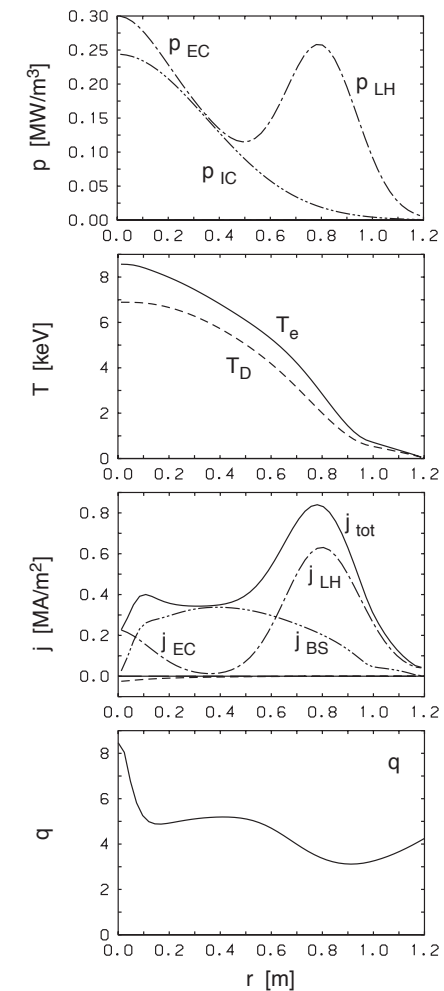 0.30
0.25
0.20
0.15
0.10
0.05
0.00
p [MW/m³]
p EC
p LH
p IC
0.0 0.2 0.4 0.6 0.8 1.0 1.2
8
6
4
2
0
T [keV]
T_e
T_D
0.0 0.2 0.4 0.6 0.8 1.0 1.2
0.8
0.6
0.4
0.2
0.0
j [MA/m²]
j tot
j LH
j EC
j BS
0.0 0.2 0.4 0.6 0.8 1.0 1.2
8
6
4
2
0
q
q
0.0 0.2 0.4 0.6 0.8 1.0 1.2
r [m]